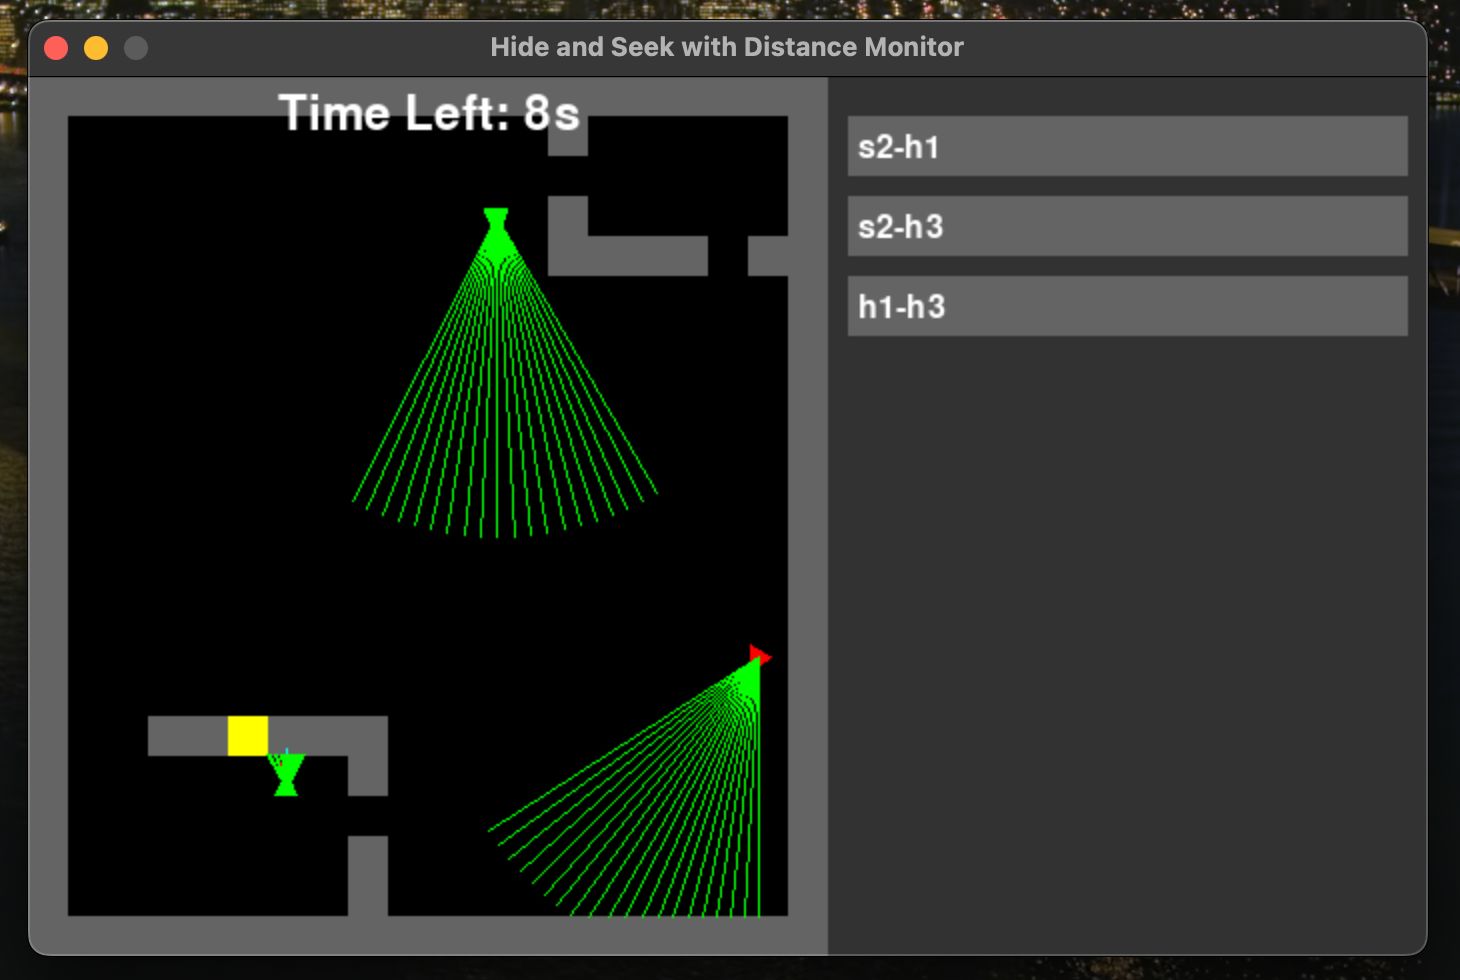 Hide and Seek with Distance Monitor
Time Left: 8s
s2-h1
s2-h3
h1-h3